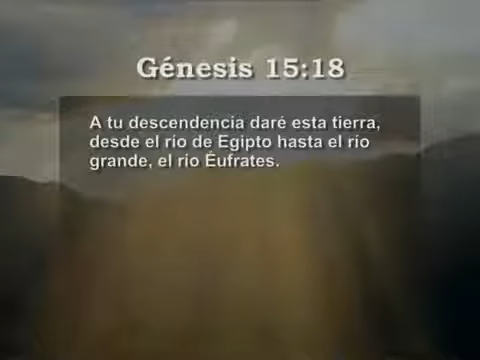 Génesis 15:18
A tu descendencia daré esta tierra,
desde el río de Egipto hasta el río
grande, el río Éufrates.